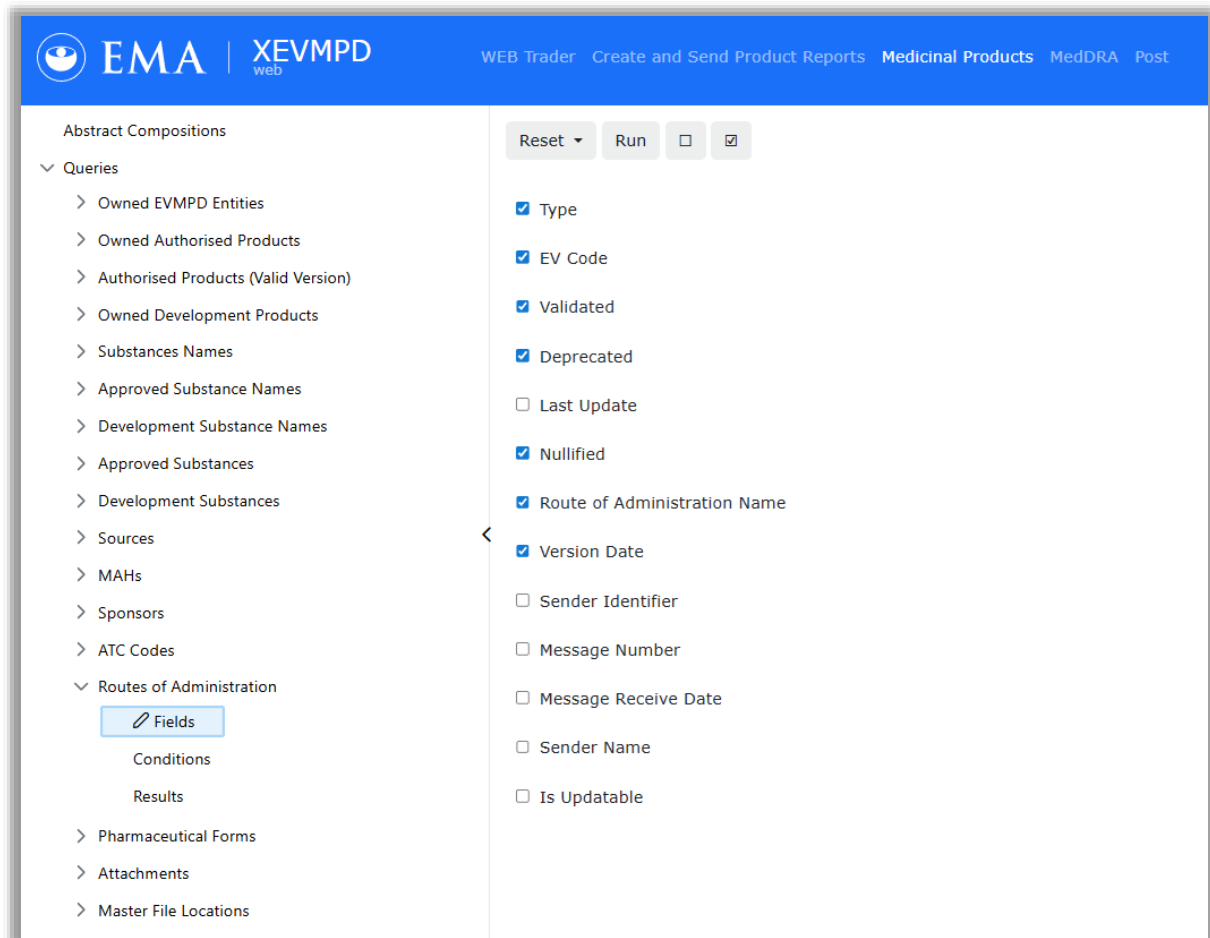 EMA | XEVMPD
web
WEB Trader Create and Send Product Reports Medicinal Products MedDRA Post
Abstract Compositions
Queries
Owned EVMPD Entities
Owned Authorised Products
Authorised Products (Valid Version)
Owned Development Products
Substances Names
Approved Substance Names
Development Substance Names
Approved Substances
Development Substances
Sources
MAHs
Sponsors
ATC Codes
Routes of Administration
Fields
Conditions
Results
Pharmaceutical Forms
Attachments
Master File Locations
Reset Run
Type
EV Code
Validated
Deprecated
Last Update
Nullified
Route of Administration Name
Version Date
Sender Identifier
Message Number
Message Receive Date
Sender Name
Is Updatable